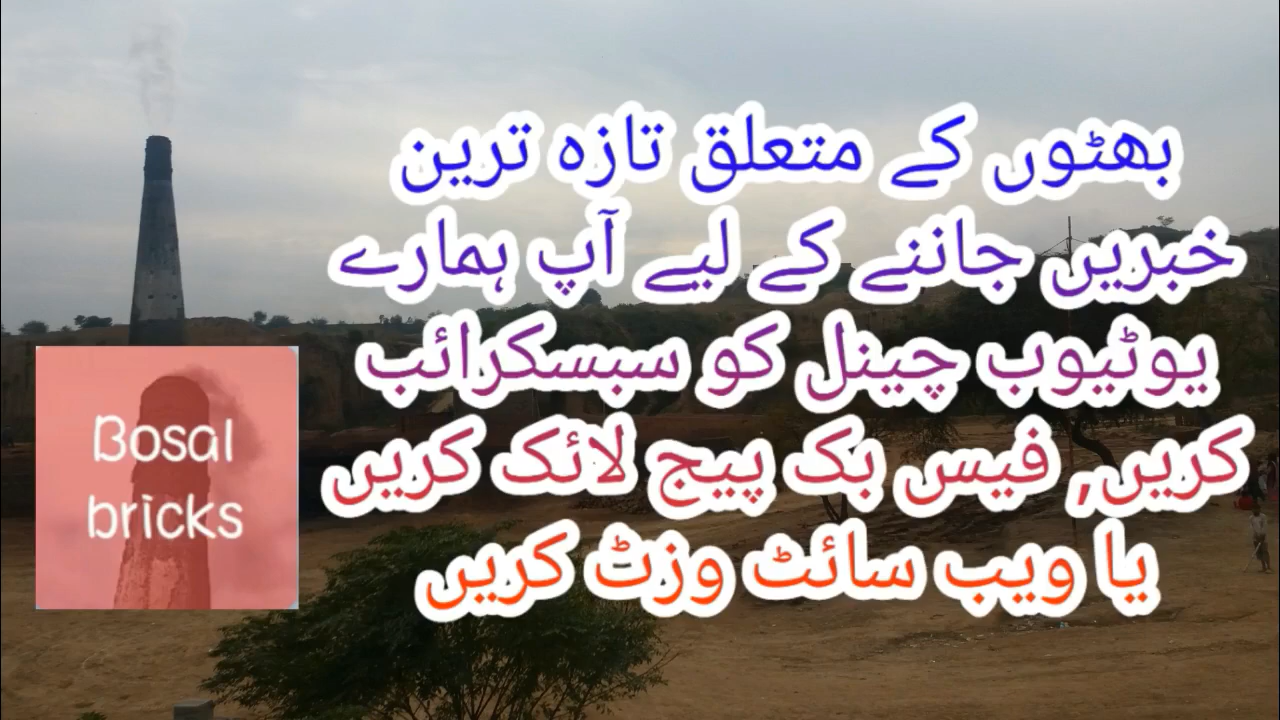 بھٹوں کے متعلق تازہ ترین
خبریں جاننے کے لیے آپ ہمارے
یوٹیوب چینل کو سبسکرائب
کریں, فیس بک پیج لائک کریں
یا ویب سائٹ وزٹ کریں
Bosal
bricks